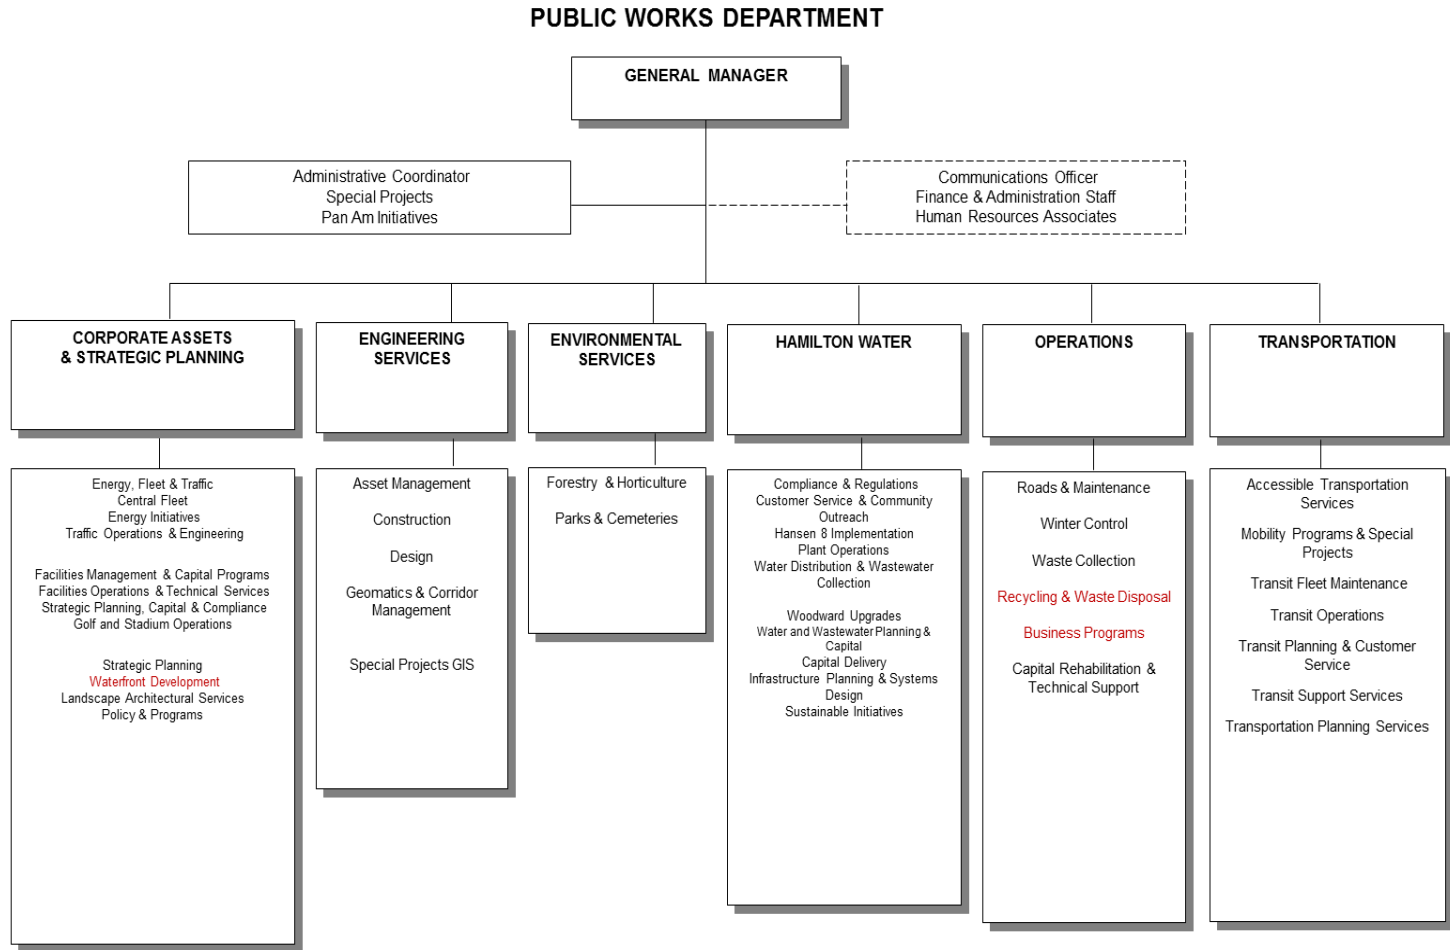 PUBLIC WORKS DEPARTMENT
GENERAL MANAGER
Administrative Coordinator
Special Projects
Pan Am Initiatives
Communications Officer
Finance & Administration Staff
Human Resources Associates
CORPORATE ASSETS
& STRATEGIC PLANNING
ENGINEERING
SERVICES
ENVIRONMENTAL
SERVICES
HAMILTON WATER
OPERATIONS
TRANSPORTATION
Energy, Fleet & Traffic
Central Fleet
Energy Initiatives
Traffic Operations & Engineering
Facilities Management & Capital Programs
Facilities Operations & Technical Services
Strategic Planning, Capital & Compliance
Golf and Stadium Operations
Strategic Planning
Waterfront Development
Landscape Architectural Services
Policy & Programs
Asset Management
Construction
Design
Geomatics & Corridor
Management
Special Projects GIS
Forestry & Horticulture
Parks & Cemeteries
Compliance & Regulations
Customer Service & Community
Outreach
Hansen 8 Implementation
Plant Operations
Water Distribution & Wastewater
Collection
Woodward Upgrades
Water and Wastewater Planning &
Capital
Capital Delivery
Infrastructure Planning & Systems
Design
Sustainable Initiatives
Roads & Maintenance
Winter Control
Waste Collection
Recycling & Waste Disposal
Business Programs
Capital Rehabilitation &
Technical Support
Accessible Transportation
Services
Mobility Programs & Special
Projects
Transit Fleet Maintenance
Transit Operations
Transit Planning & Customer
Service
Transit Support Services
Transportation Planning Services